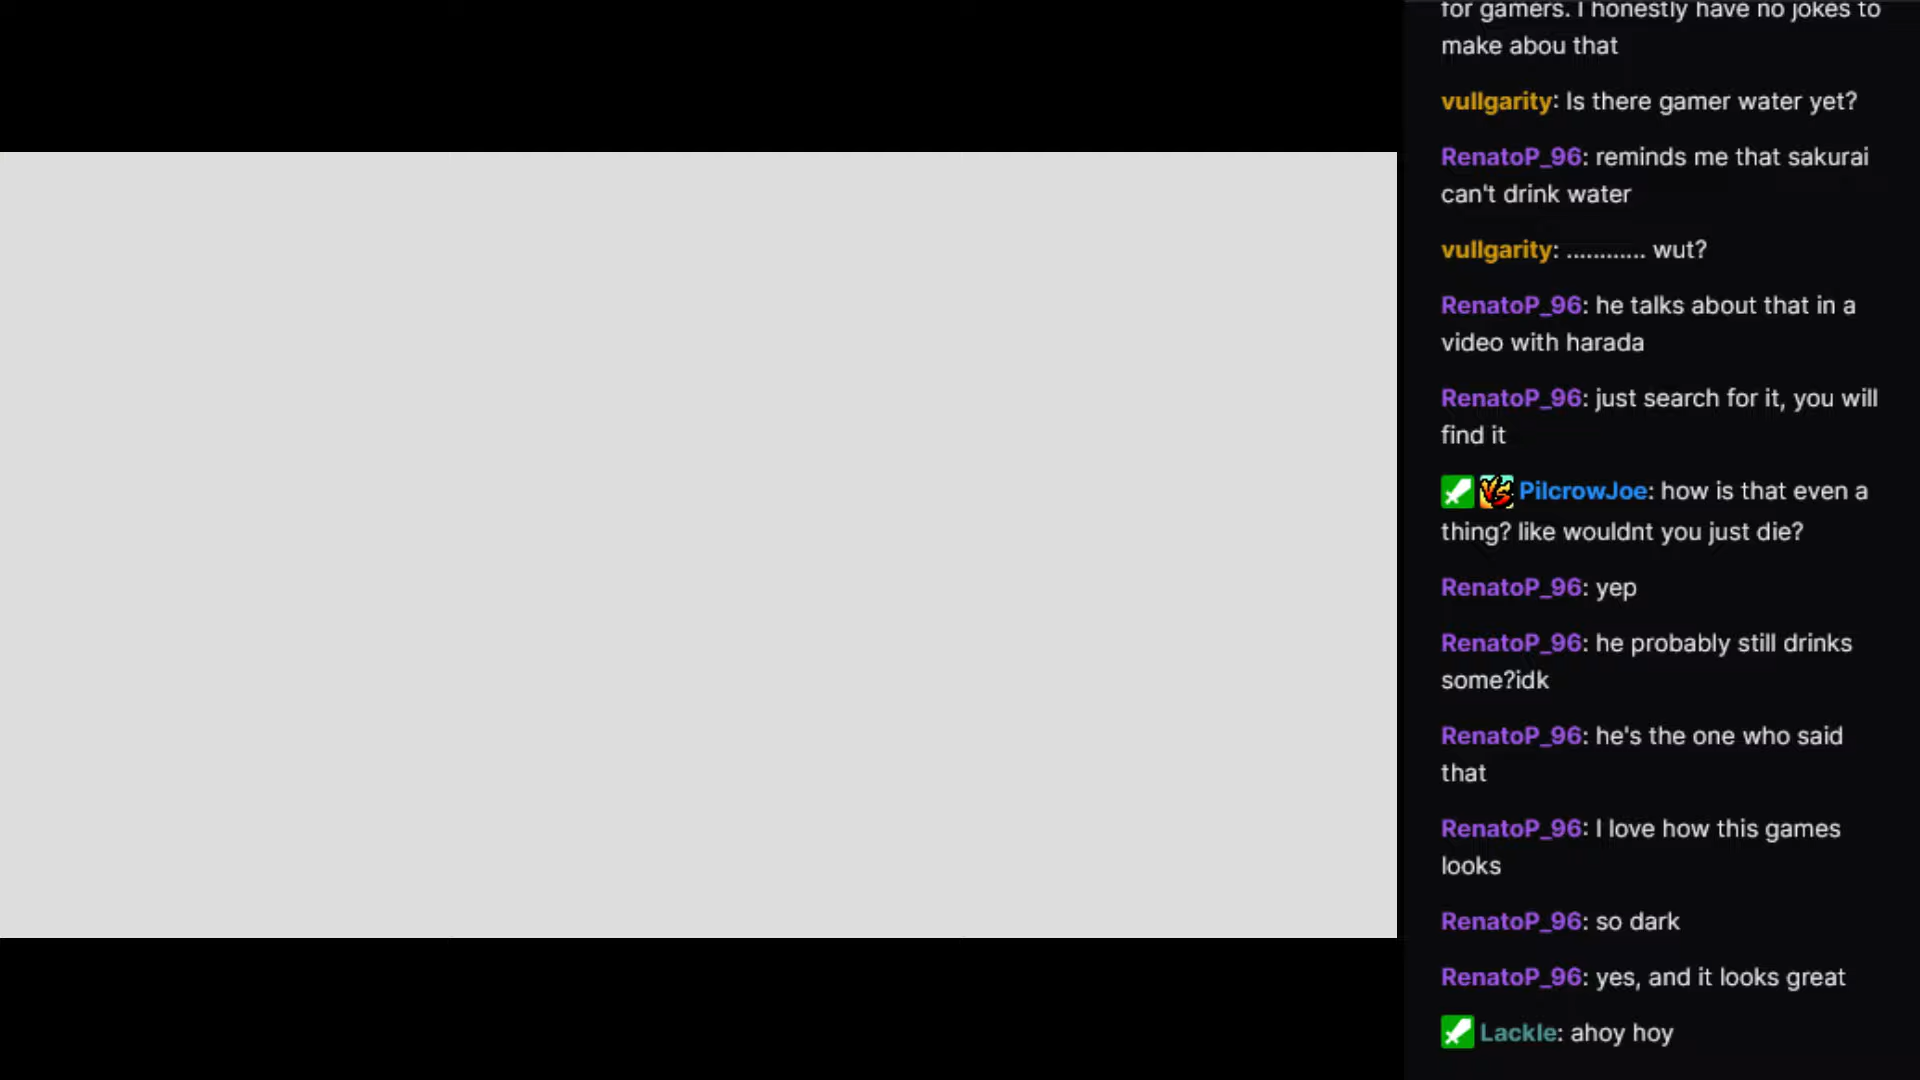 for gamers. I honestly have no jokes to
make abou that
vullgarity: Is there gamer water yet?
RenatoP_96: reminds me that sakurai
can't drink water
vullgarity: ............ wut?
RenatoP_96: he talks about that in a
video with harada
RenatoP_96: just search for it, you will
find it
VS PilcrowJoe: how is that even a
thing? like wouldnt you just die?
RenatoP_96: yep
RenatoP_96: he probably still drinks
some?idk
RenatoP_96: he's the one who said
that
RenatoP_96: I love how this games
looks
RenatoP_96: so dark
RenatoP_96: yes, and it looks great
Lackle: ahoy hoy